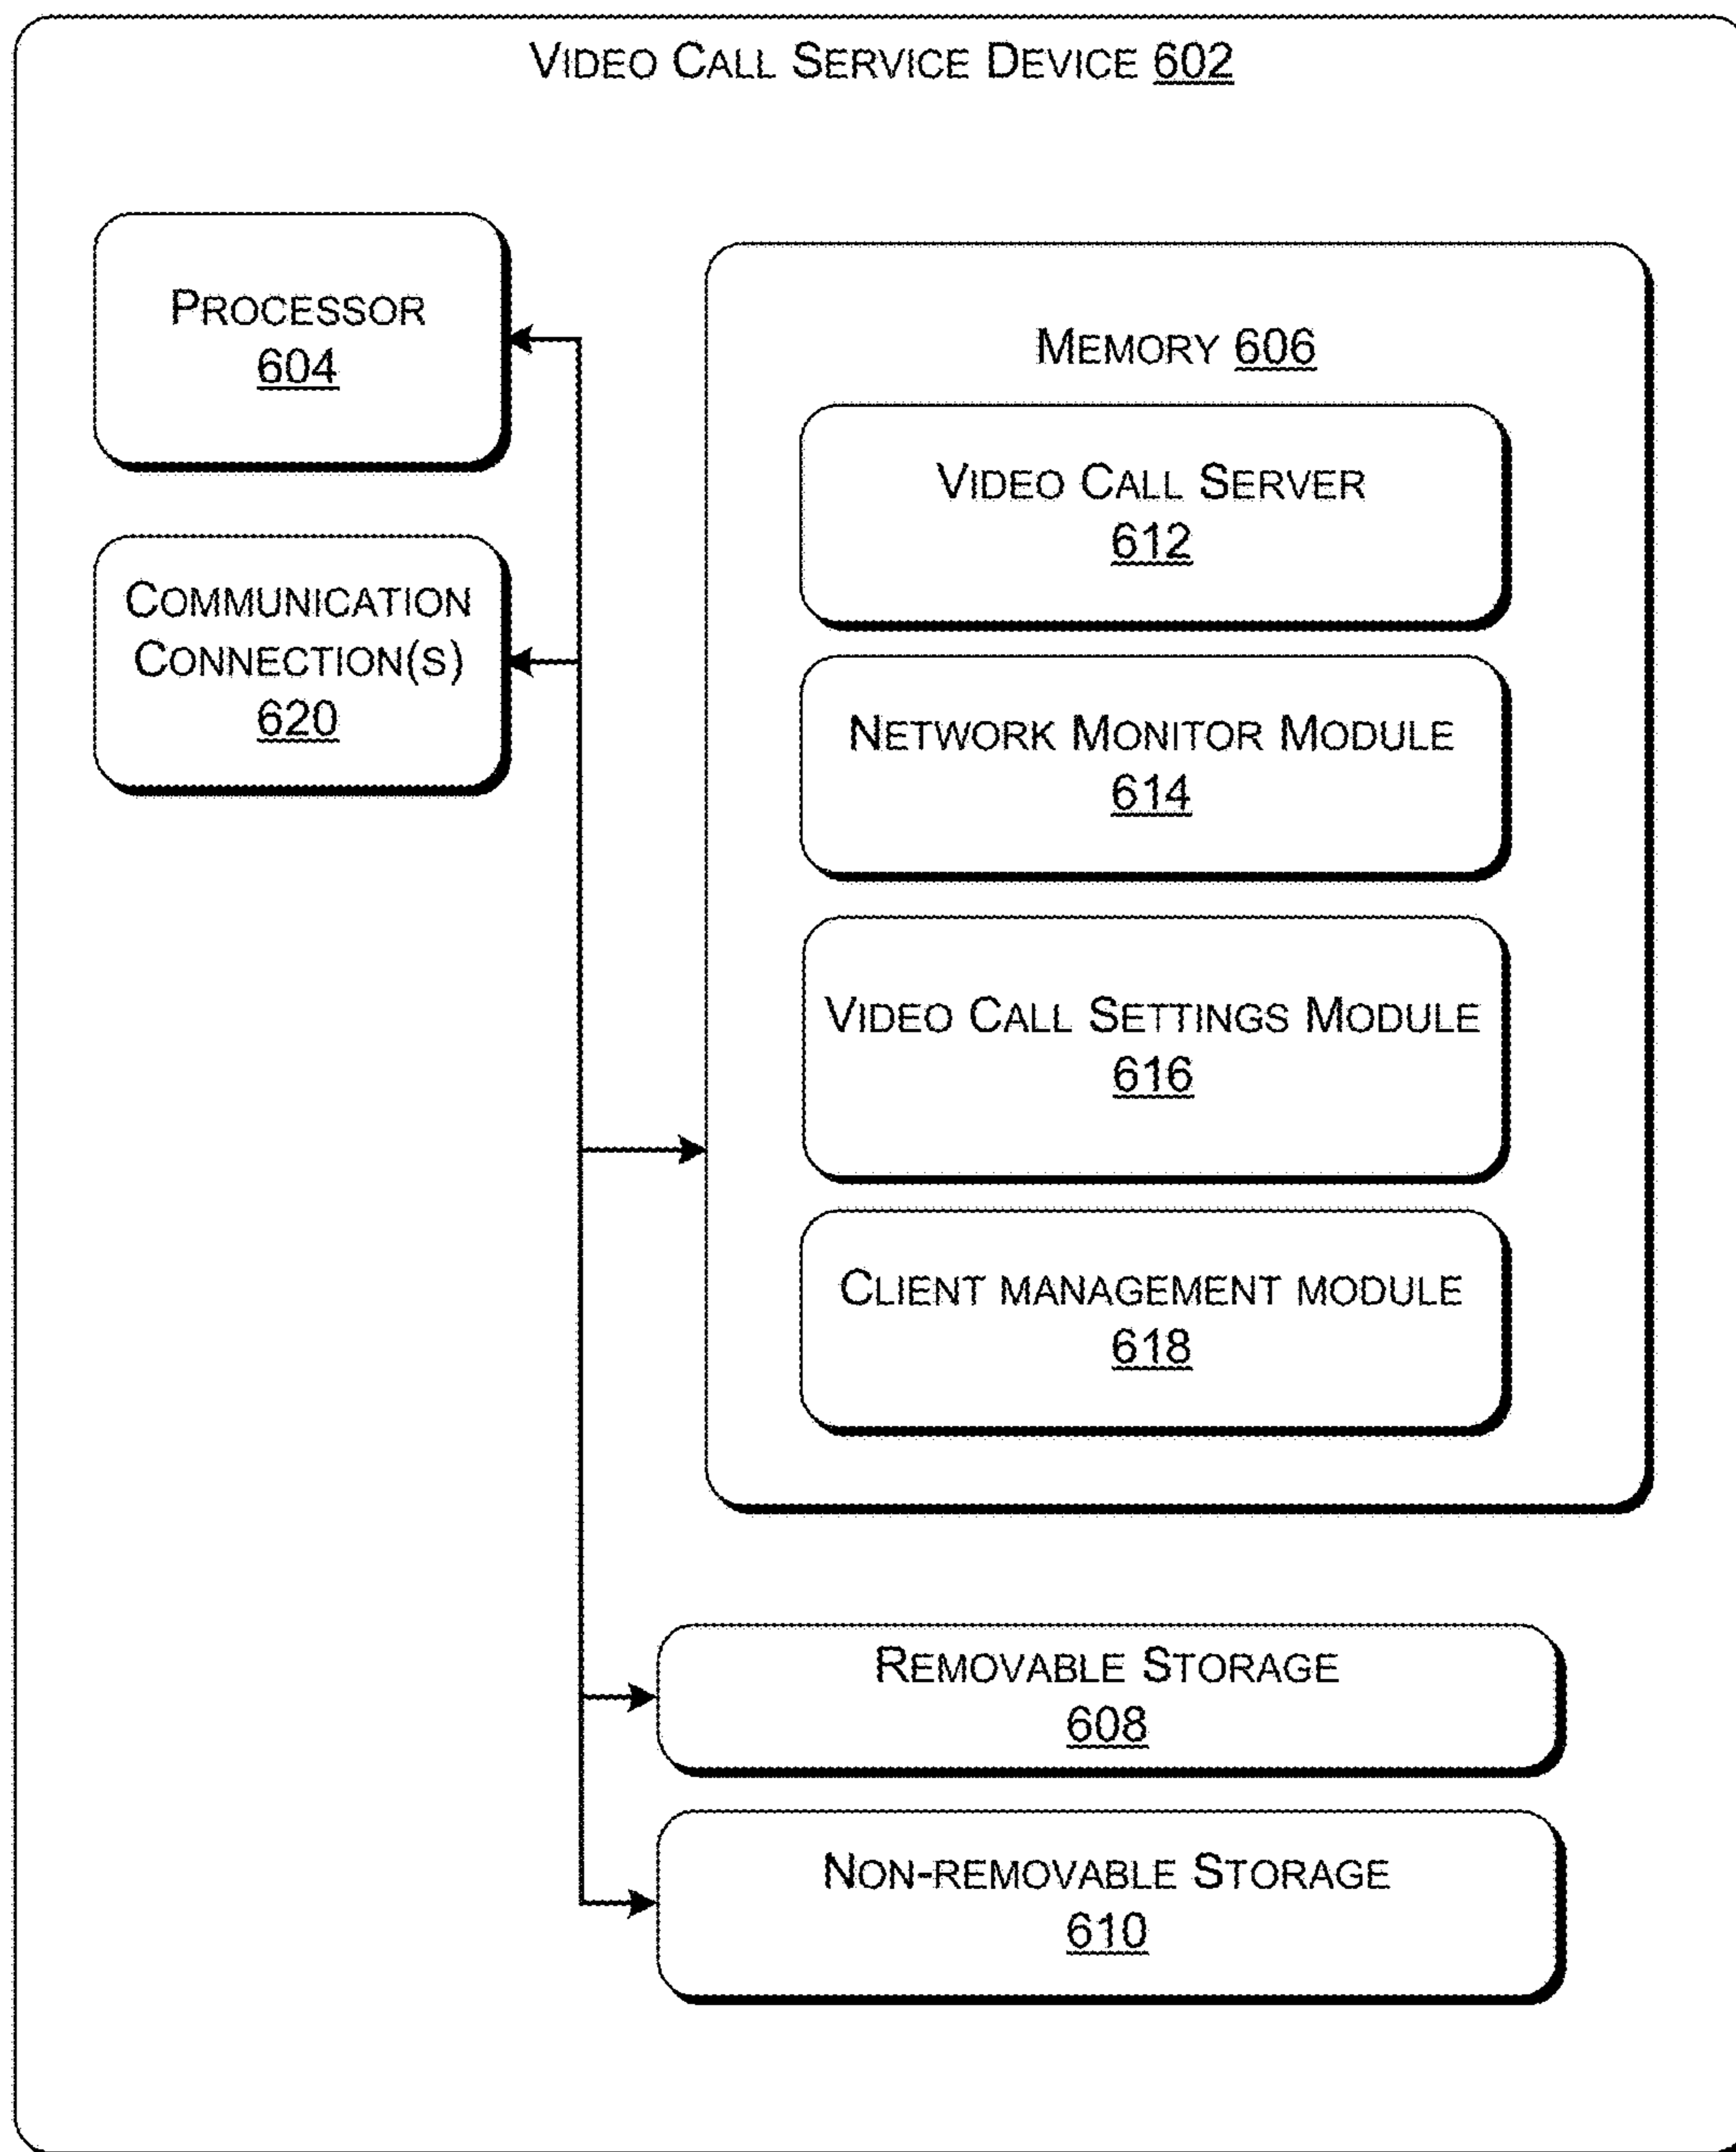 VIDEO CALL SERVICE DEVICE 602
PROCESSOR
604
COMMUNICATION
CONNECTION(S)
620
MEMORY 606
VIDEO CALL SERVER
612
NETWORK MONITOR MODULE
614
VIDEO CALL SETTINGS MODULE
616
CLIENT MANAGEMENT MODULE
618
REMOVABLE STORAGE
608
NON-REMOVABLE STORAGE
610